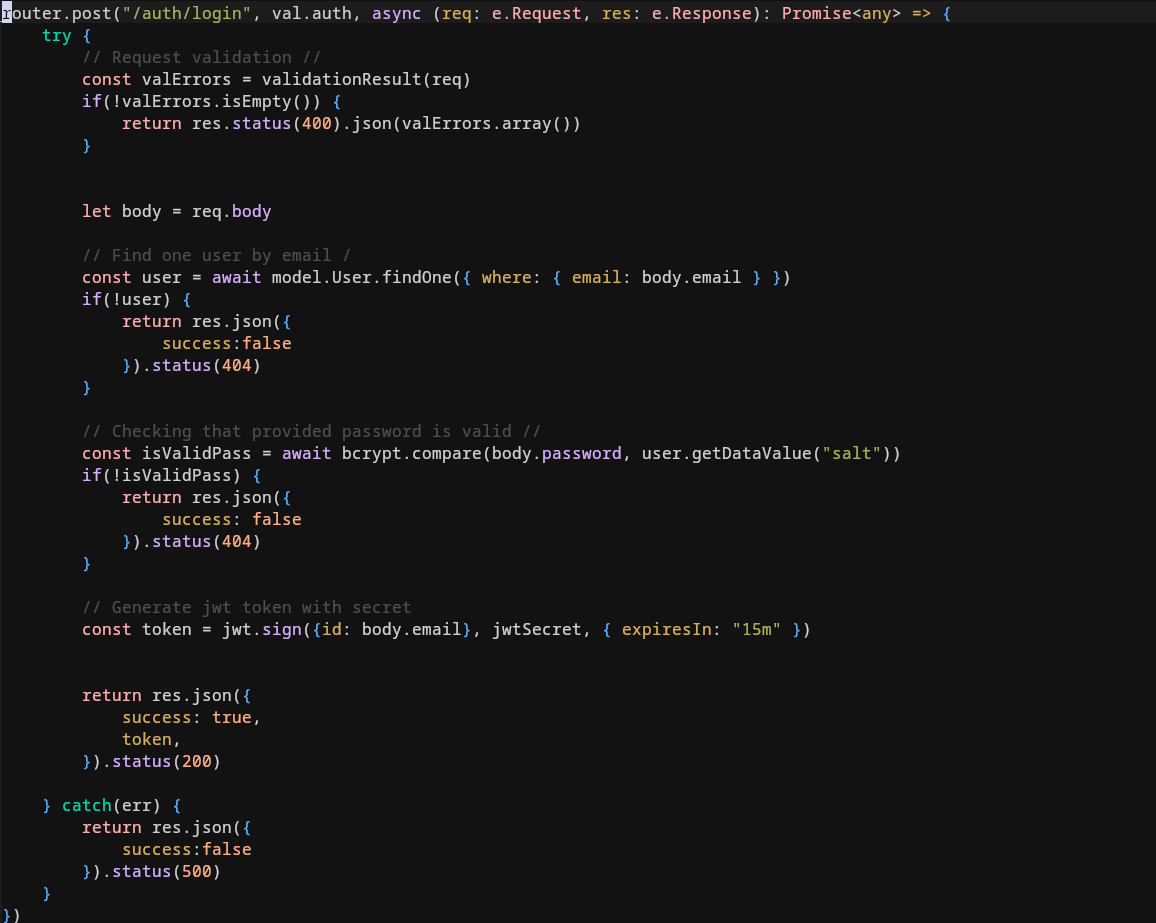 router.post("/auth/login", val.auth, async (req: e.Request, res: e.Response): Promise<any> => {
    try {
        // Request validation //
        const valErrors = validationResult(req)
        if(!valErrors.isEmpty()) {
            return res.status(400).json(valErrors.array())
        }

        let body = req.body

        // Find one user by email /
        const user = await model.User.findOne({ where: { email: body.email } })
        if(!user) {
            return res.json({
                success:false
            }).status(404)
        }

        // Checking that provided password is valid //
        const isValidPass = await bcrypt.compare(body.password, user.getDataValue("salt"))
        if(!isValidPass) {
            return res.json({
                success: false
            }).status(404)
        }

        // Generate jwt token with secret
        const token = jwt.sign({id: body.email}, jwtSecret, { expiresIn: "15m" })

        return res.json({
            success: true,
            token,
        }).status(200)

    } catch(err) {
        return res.json({
            success:false
        }).status(500)
    }
})